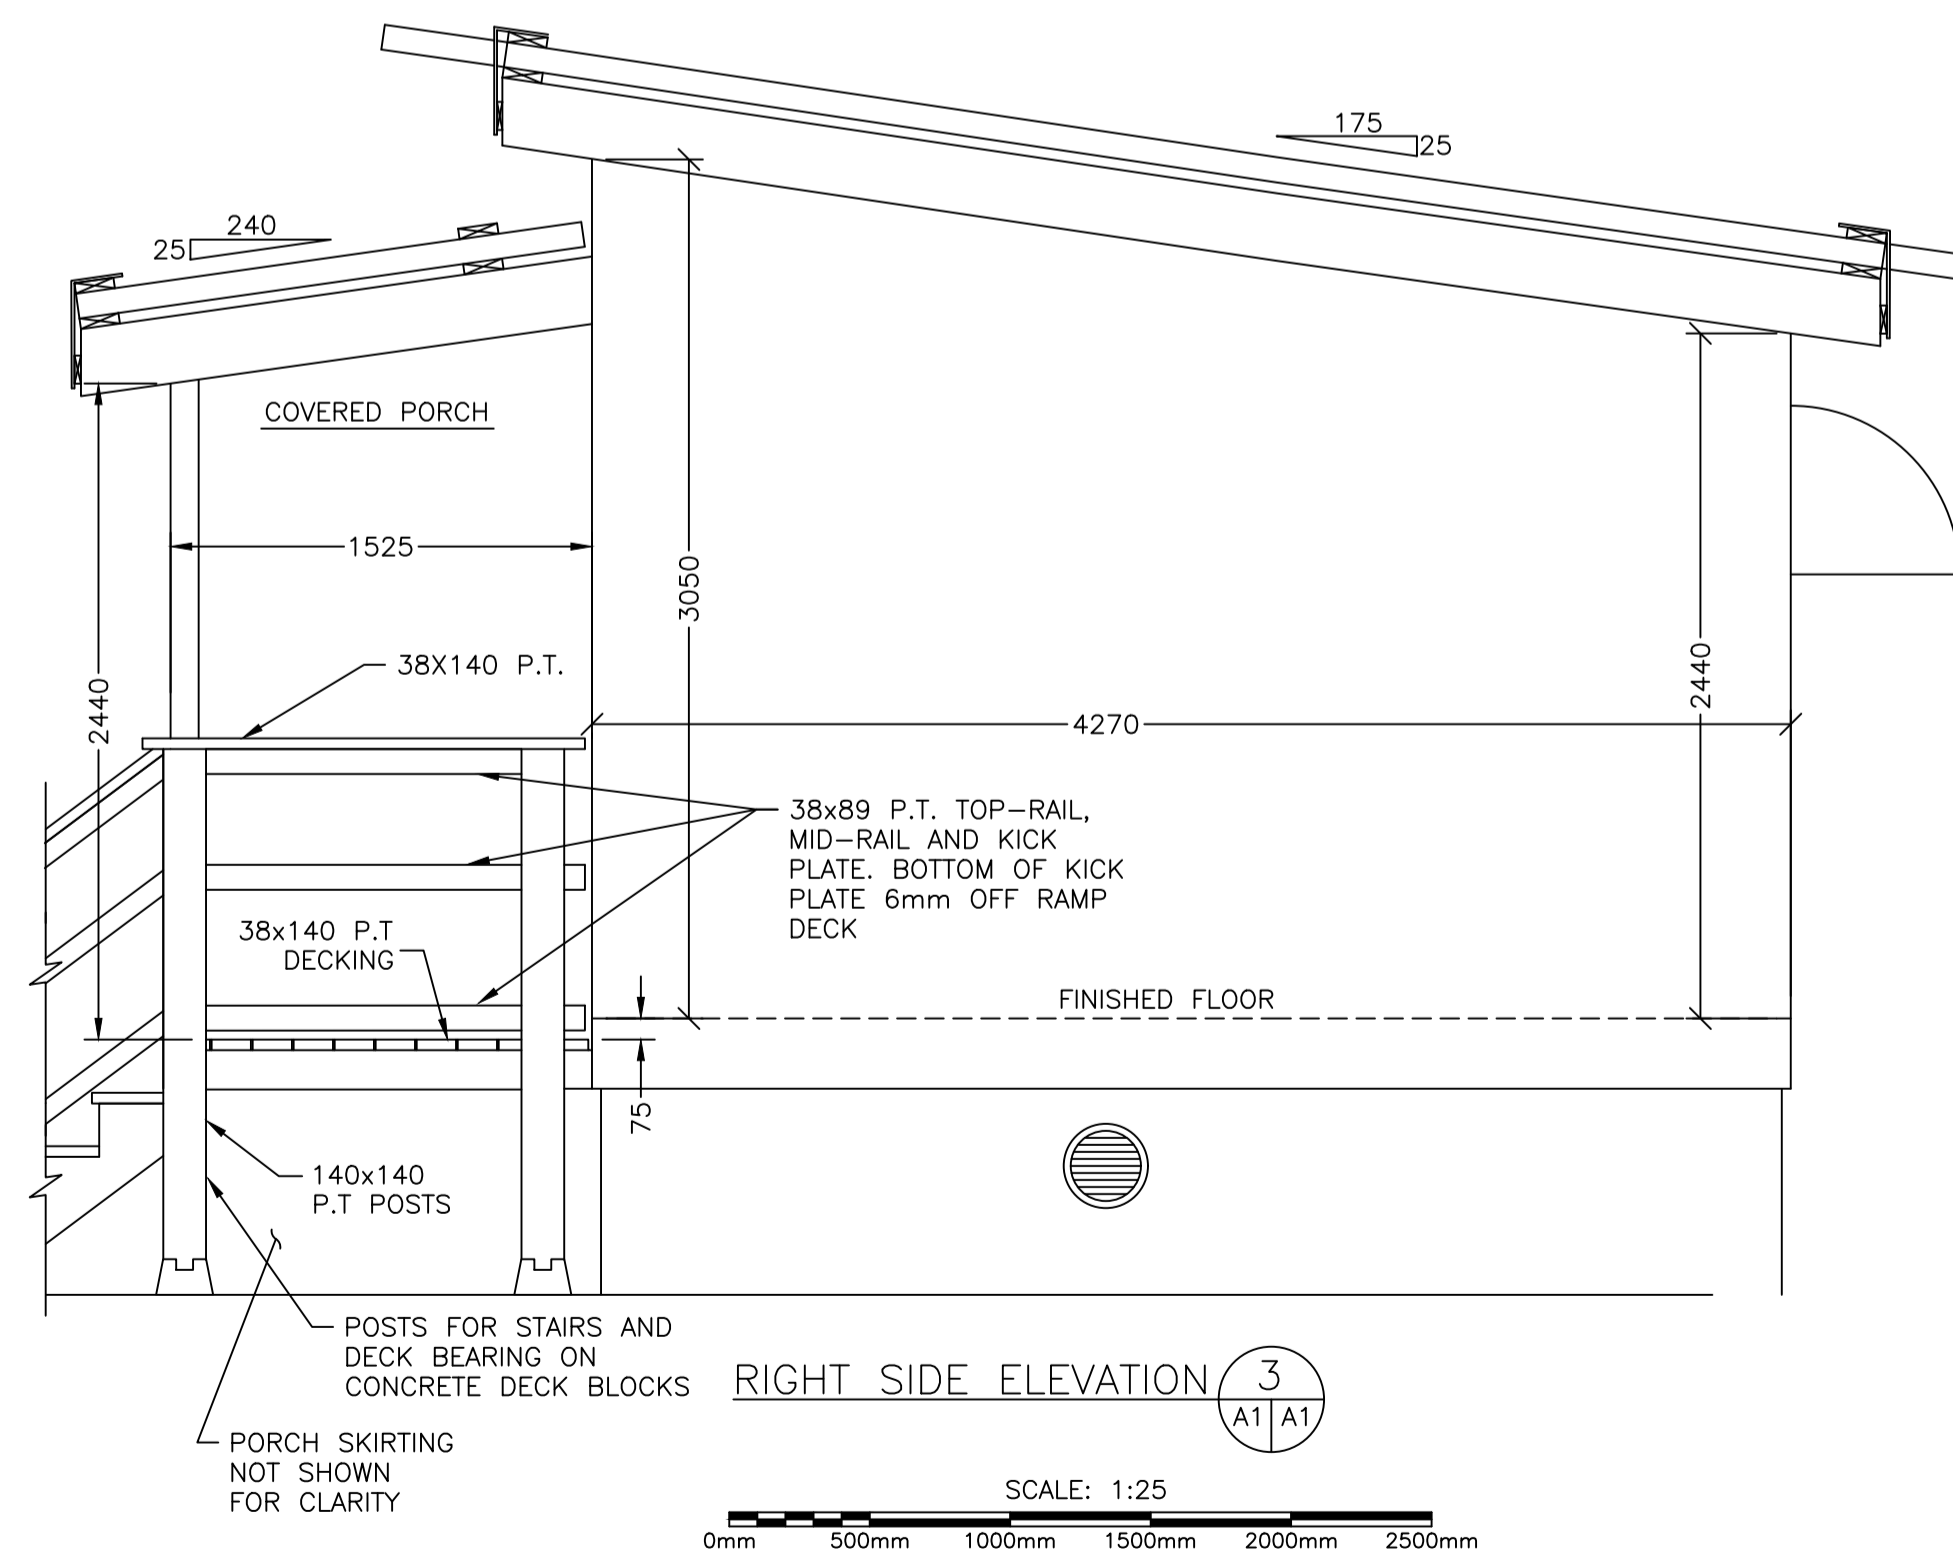 175
25
240
25
COVERED PORCH
1525
3050
38X140 P.T.
2440
2440
4270
38x89 P.T. TOP-RAIL,
MID-RAIL AND KICK
PLATE. BOTTOM OF KICK
PLATE 6mm OFF RAMP
DECK
38x140 P.T
DECKING
FINISHED FLOOR
75
140x140
P.T POSTS
POSTS FOR STAIRS AND
DECK BEARING ON
CONCRETE DECK BLOCKS
PORCH SKIRTING
NOT SHOWN
FOR CLARITY
RIGHT SIDE ELEVATION
3
A1 A1
SCALE: 1:25
0mm 500mm 1000mm 1500mm 2000mm 2500mm